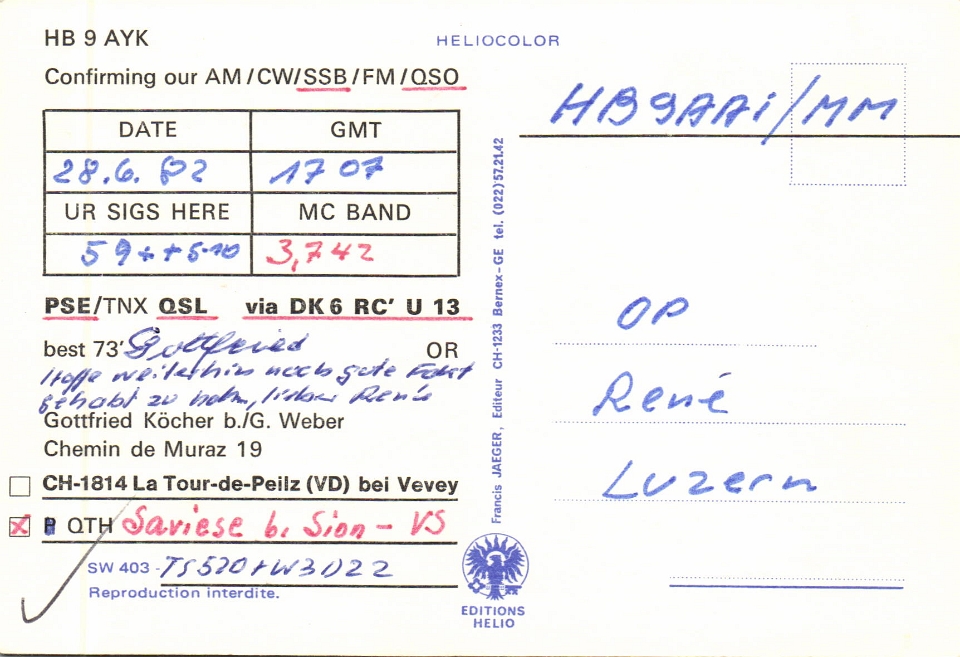 HB 9 AYK
HELIOCOLOR
Confirming our AM/CW/SSB/FM/QSO
DATE
GMT
28.6. 82
17 07
UR SIGS HERE
MC BAND
59++5-10
3,742
PSE/TNX QSL via DK 6 RC' U 13
best 73' Gottfried OR
Hoffe weiterhin noch gute Fahrt
gehabt zu haben, lieber René
Gottfried Köcher b./G. Weber
Chemin de Muraz 19
CH-1814 La Tour-de-Peilz (VD) bei Vevey
P QTH Saviese b. Sion - VS
SW 403 - TS520+W3DZZ
Reproduction interdite.
Francis JAEGER, Editeur CH-1233 Bernex-GE tel. (022) 57.21.42
EDITIONS
HELIO
HB9AAi/MM
OP
René
Luzern